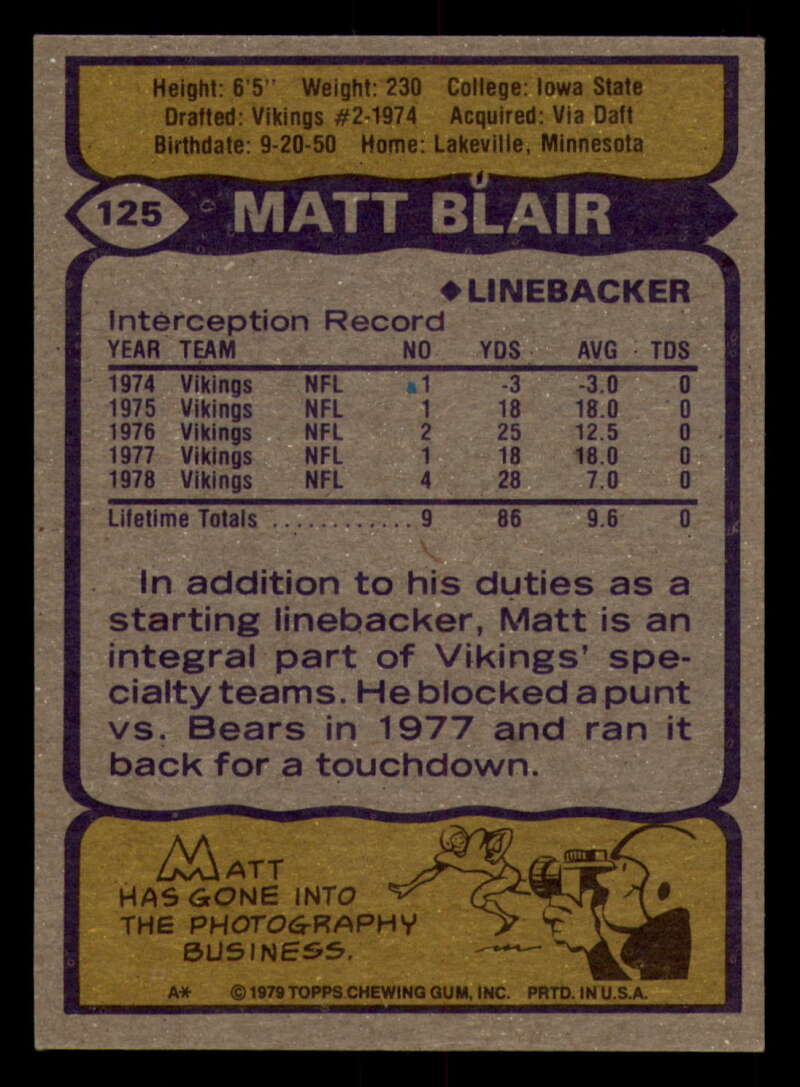 Height: 6'5" Weight: 230 College: Iowa State
Drafted: Vikings #2-1974 Acquired: Via Daft
Birthdate: 9-20-50 Home: Lakeville, Minnesota
125 MATT BLAIR
LINEBACKER
Interception Record
YEAR TEAM NO YDS AVG TDS
1974 Vikings NFL 1 -3 -3.0 0
1975 Vikings NFL 1 18 18.0 0
1976 Vikings NFL 2 25 12.5 0
1977 Vikings NFL 1 18 18.0 0
1978 Vikings NFL 4 28 7.0 0
Lifetime Totals ............. 9 86 9.6 0
In addition to his duties as a
starting linebacker, Matt is an
integral part of Vikings' spe-
cialty teams. He blocked a punt
vs. Bears in 1977 and ran it
back for a touchdown.
MATT
HAS GONE INTO
THE PHOTOGRAPHY
BUSINESS.
A* © 1979 TOPPS CHEWING GUM, INC. PRTD. IN U.S.A.